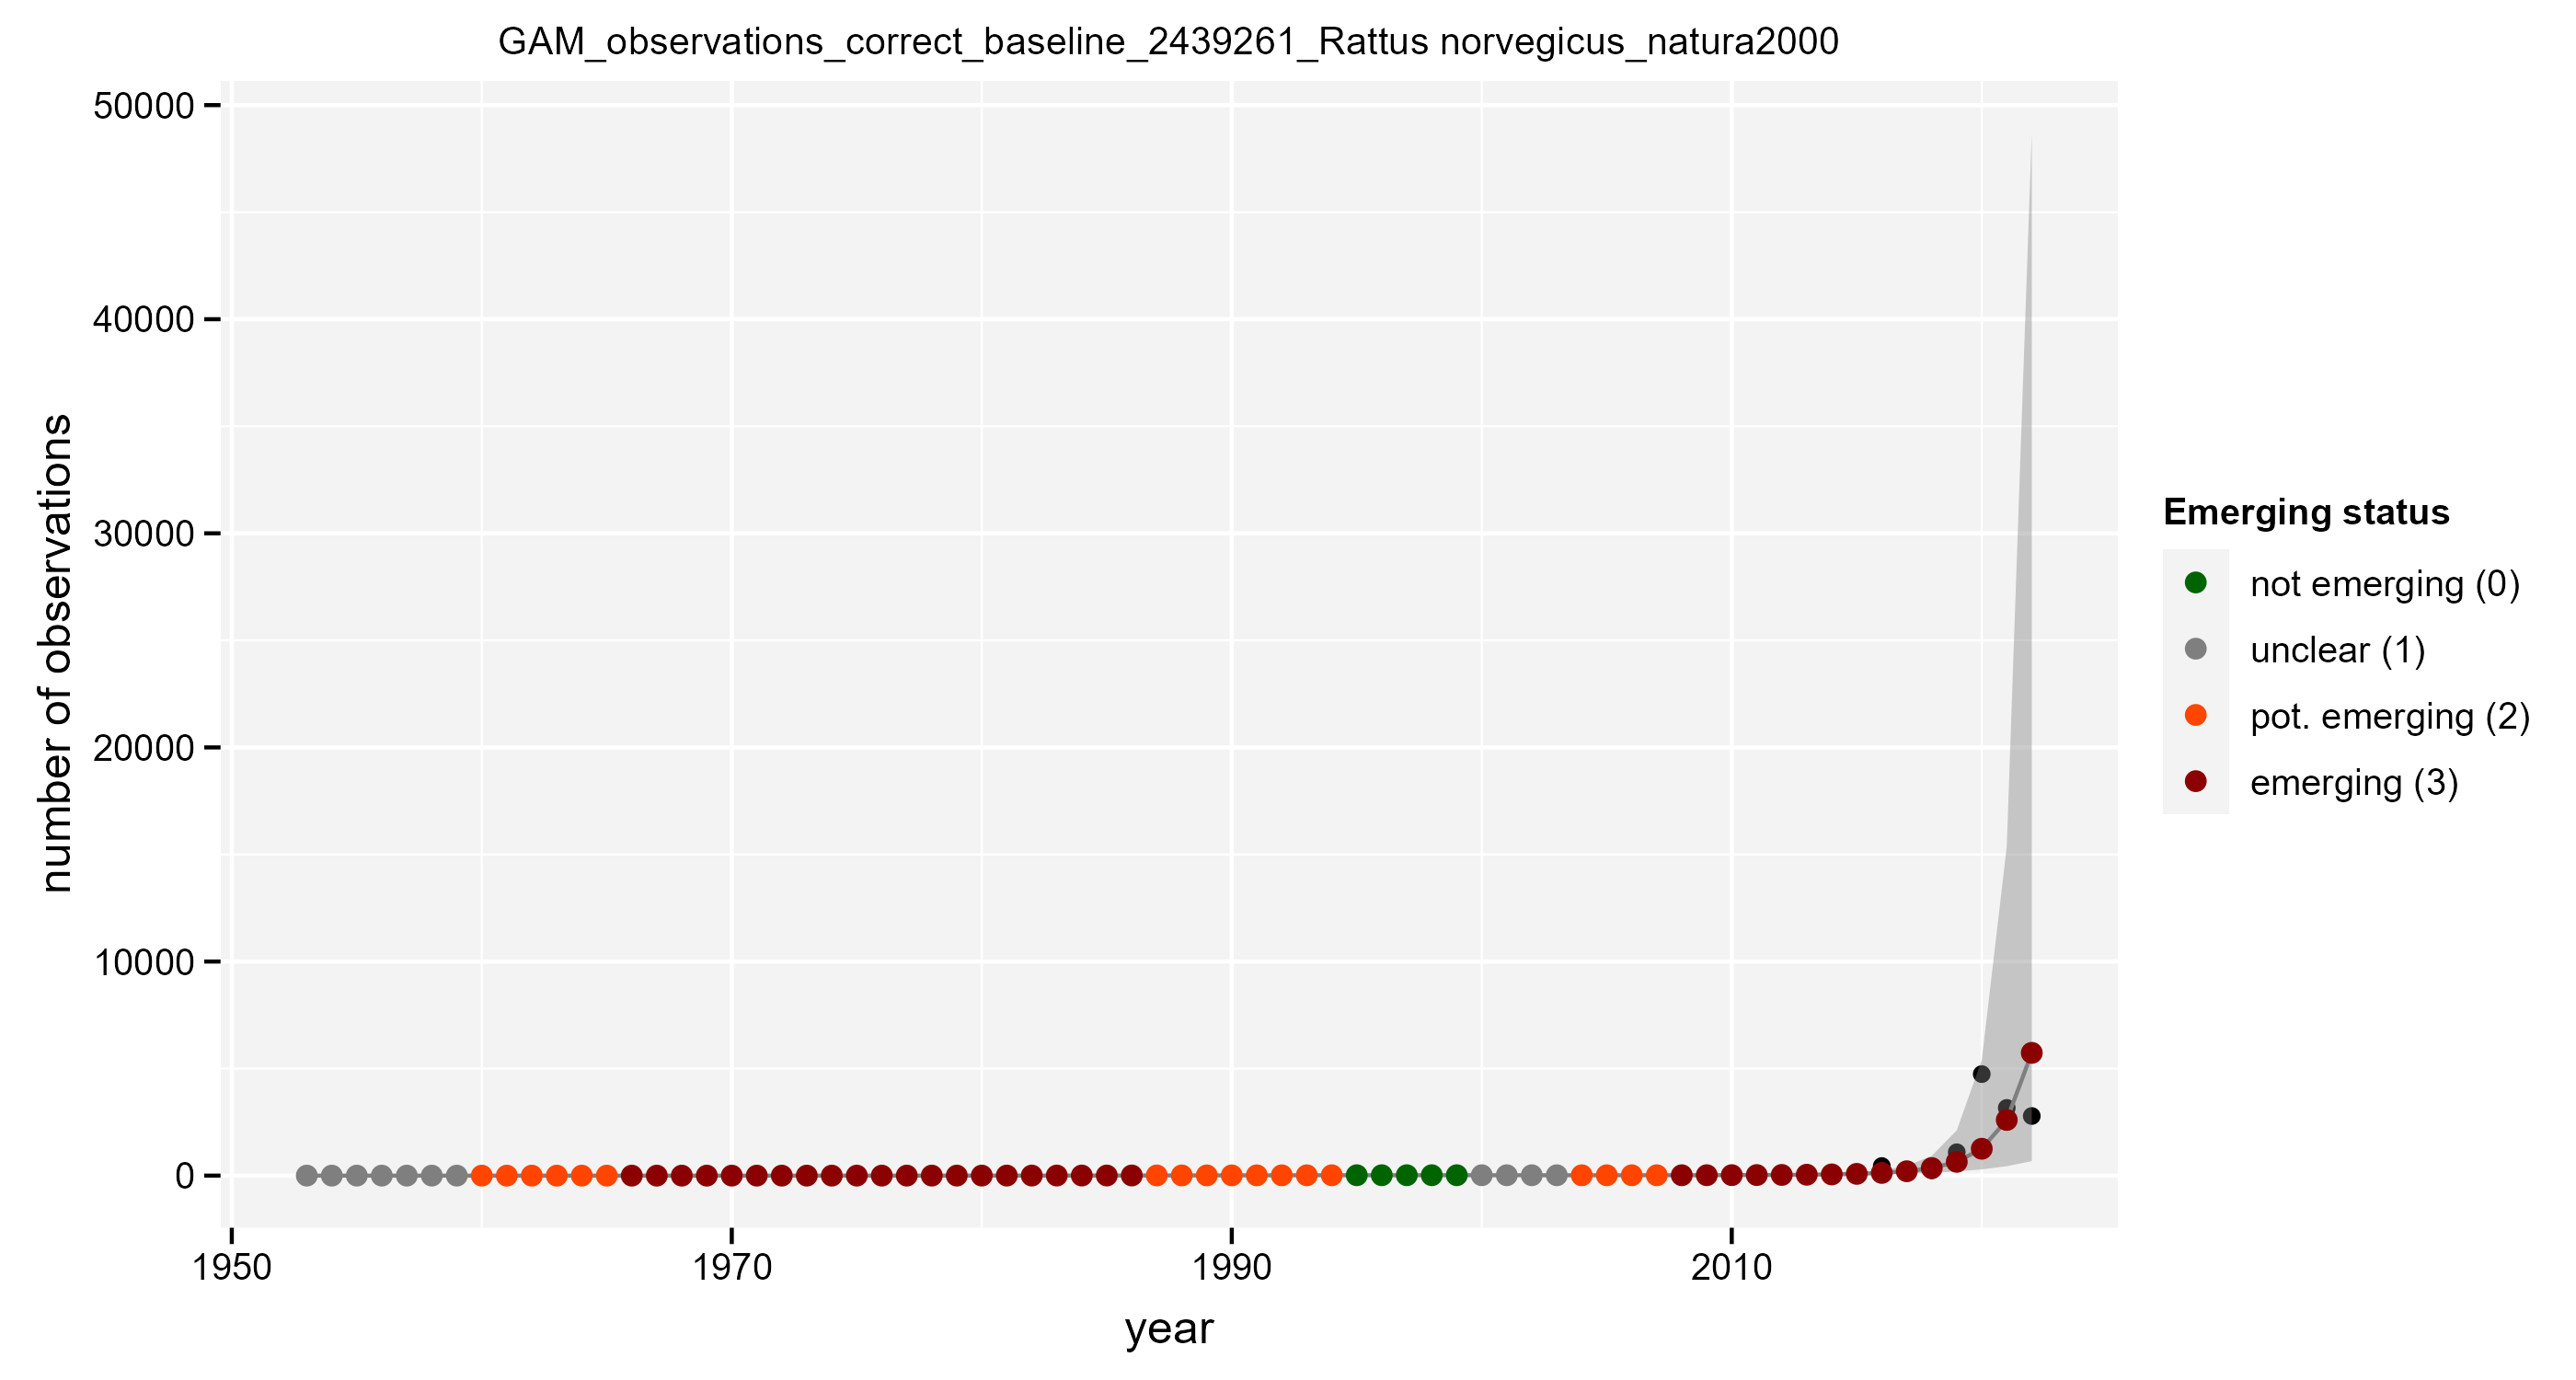 GAM_observations_correct_baseline_2439261_Rattus norvegicus_natura2000
number of observations
50000
40000
30000
20000
10000
0
1950
1970
1990
2010
year
Emerging status
not emerging (0)
unclear (1)
pot. emerging (2)
emerging (3)